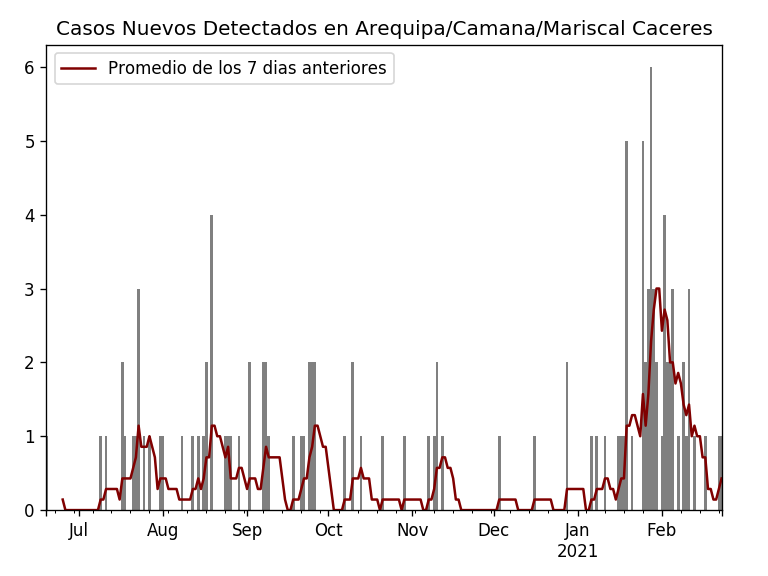 Casos Nuevos Detectados en Arequipa/Camana/Mariscal Caceres
Promedio de los 7 dias anteriores
6
5
4
3
2
1
0
Jul Aug Sep Oct Nov Dec Jan Feb
2021